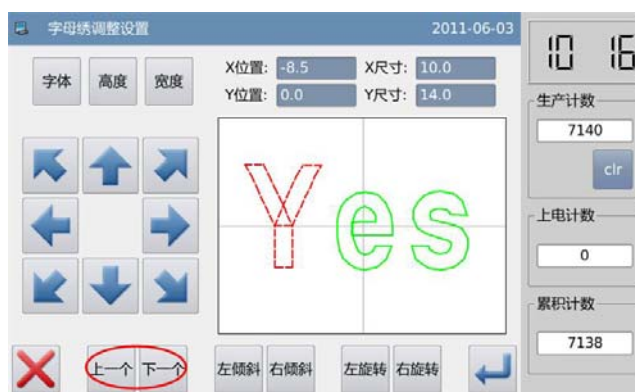 字母绣调整设置 2011-06-03
10 16
字体 高度 宽度
X位置: -8.5 X尺寸: 10.0
Y位置: 0.0 Y尺寸: 14.0
生产计数
7140
clr
Yes
上电计数
0
累积计数
7138
上一个 下一个 左倾斜 右倾斜 左旋转 右旋转